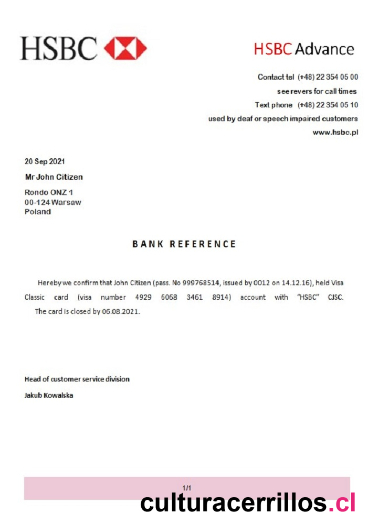 HSBC
HSBC Advance
Contact tel (+48) 22 354 05 00
see revers for call times
Text phone (+48) 22 354 05 10
used by deaf or speech impaired customers
www.hsbc.pl
20 Sep 2021
Mr John Citizen
Rondo ONZ 1
00-124 Warsaw
Poland
BANK REFERENCE
Hereby we confirm that John Citizen (pass. No 999768514, issued by 0012 on 14.12.16), held Visa
Classic card (visa number 4929 6068 3461 8914) account with "HSBC" CJSC.
The card is closed by 06.08.2021.
Head of customer service division
Jakub Kowalska
1/1
culturacerrillos.cl